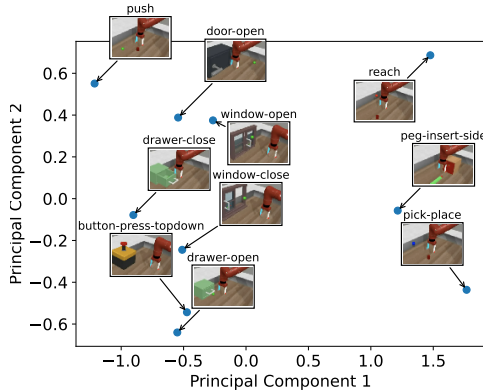 push
door-open
reach
window-open
peg-insert-side
drawer-close
window-close
pick-place
button-press-topdown
drawer-open
Principal Component 2
0.6
0.4
0.2
0.0
−0.2
−0.4
−0.6
−1.0
−0.5
0.0
0.5
1.0
1.5
Principal Component 1